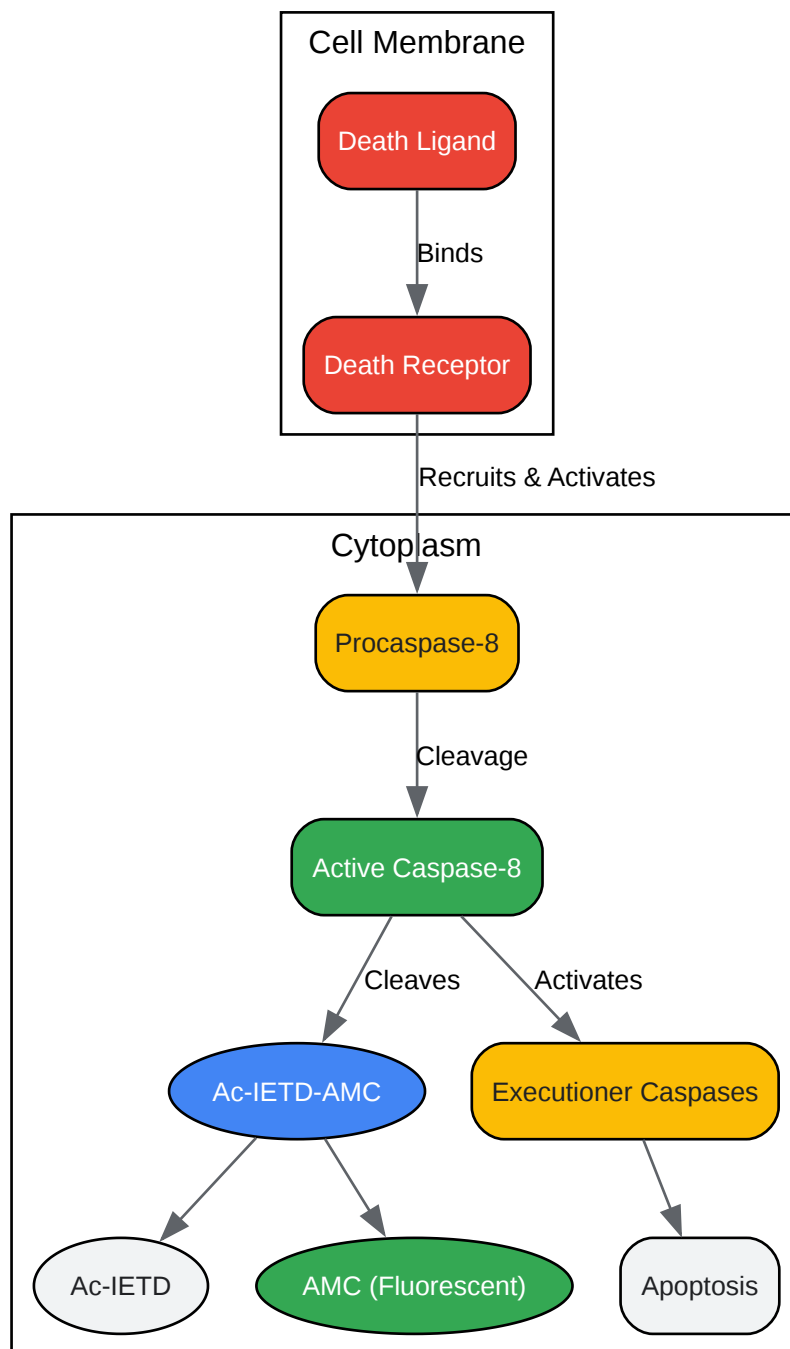 Cell Membrane
Death Ligand
Binds
Death Receptor
Recruits & Activates
Cytoplasm
Procaspase-8
Cleavage
Active Caspase-8
Cleaves
Activates
Ac-IETD-AMC
Executioner Caspases
Ac-IETD
AMC (Fluorescent)
Apoptosis